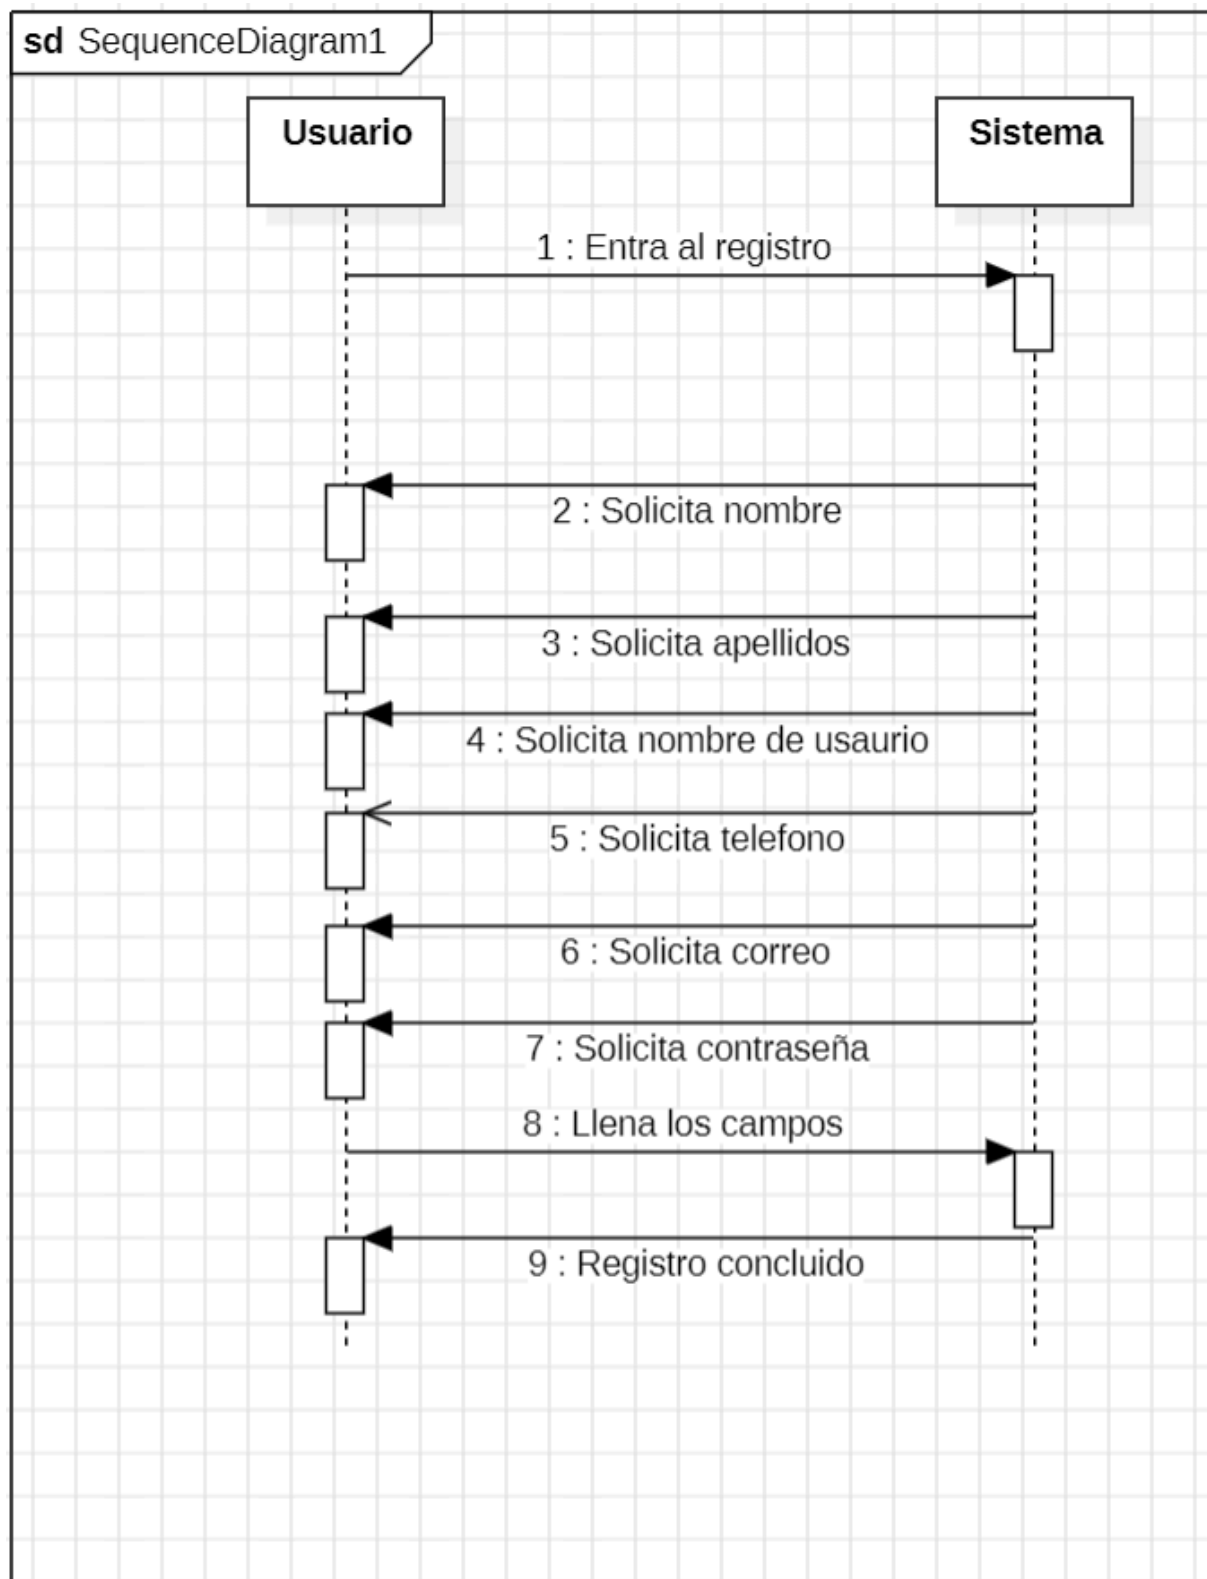 sd SequenceDiagram1
Usuario
Sistema
1 : Entra al registro
2 : Solicita nombre
3 : Solicita apellidos
4 : Solicita nombre de usaurio
5 : Solicita telefono
6 : Solicita correo
7 : Solicita contraseña
8 : Llena los campos
9 : Registro concluido